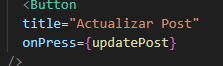 <Button
title="Actualizar Post"
onPress={updatePost}
/>